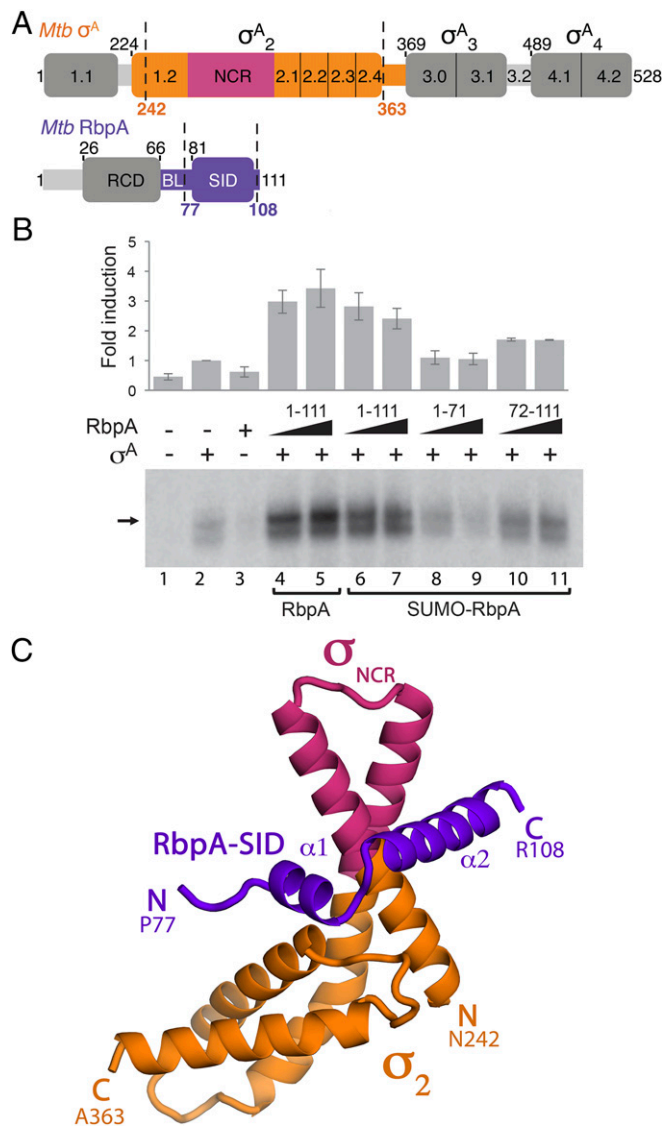 A
Mtb σA
224
σA2
369
σA3
489
σA4
1
1.1
1.2
NCR
2.1
2.2
2.3
2.4
3.0
3.1
3.2
4.1
4.2
528
242
363
Mtb RbpA
26
66
81
1
RCD
BL
SID
111
77
108
B
Fold induction
5
4
3
2
1
0
1-111
1-111
1-71
72-111
RbpA
- - +
σA
- + - + + + + + + + +
1 2 3 4 5 6 7 8 9 10 11
RbpA
SUMO-RbpA
C
σNCR
RbpA-SID
α1
α2
C
R108
N
P77
N
N242
σ2
C
A363